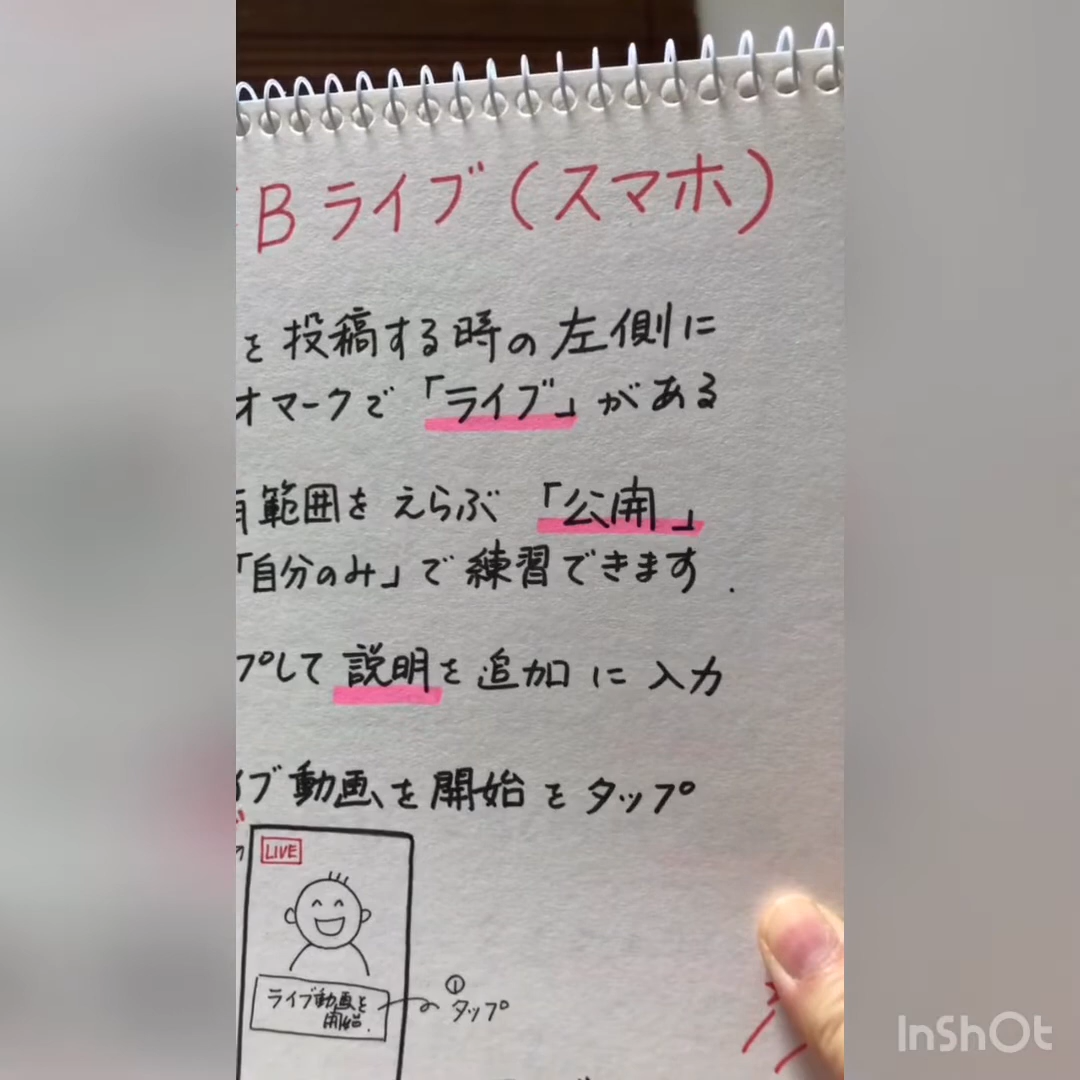 Bライブ(スマホ)
を投稿する時の左側に
オマークで「ライブ」がある
範囲をえらぶ「公開」
「自分のみ」で練習できます.
プして説明を追加に入力
イブ動画を開始をタップ
LIVE
ライブ動画を
開始.
①
タップ
InShOt